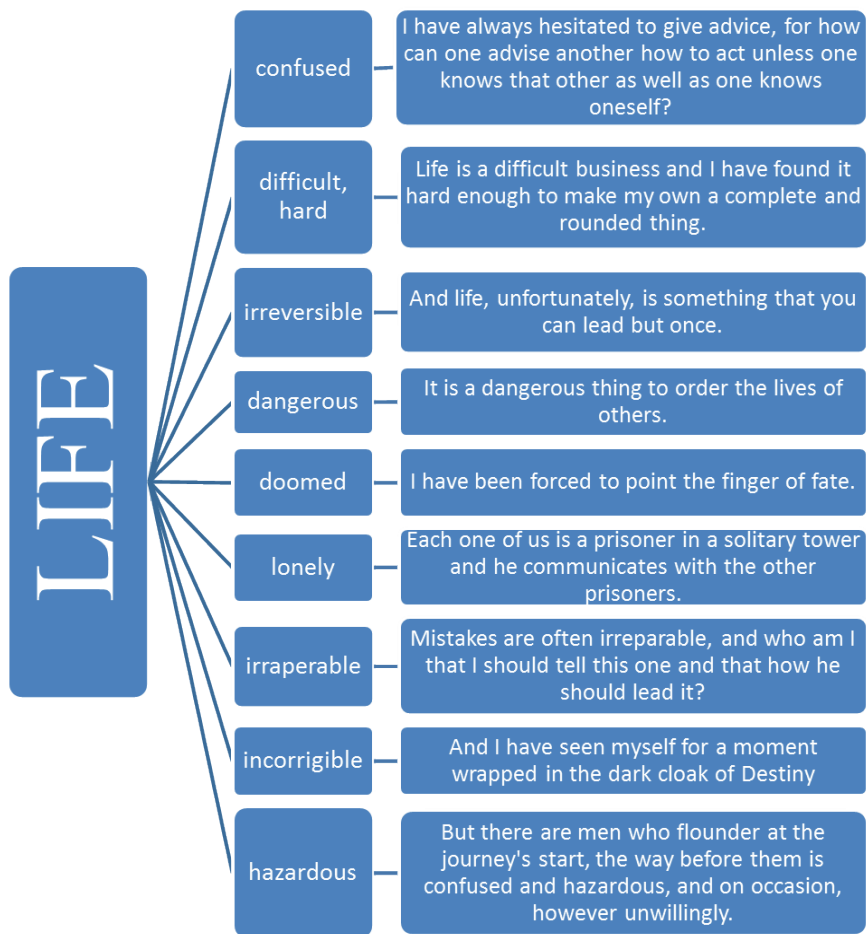 LIFE
confused
I have always hesitated to give advice, for how
can one advise another how to act unless one
knows that other as well as one knows
oneself?
difficult,
hard
Life is a difficult business and I have found it
hard enough to make my own a complete and
rounded thing.
irreversible
And life, unfortunately, is something that you
can lead but once.
dangerous
It is a dangerous thing to order the lives of
others.
doomed
I have been forced to point the finger of fate.
lonely
Each one of us is a prisoner in a solitary tower
and he communicates with the other
prisoners.
irraperable
Mistakes are often irreparable, and who am I
that I should tell this one and that how he
should lead it?
incorrigible
And I have seen myself for a moment
wrapped in the dark cloak of Destiny
hazardous
But there are men who flounder at the
journey's start, the way before them is
confused and hazardous, and on occasion,
however unwillingly.